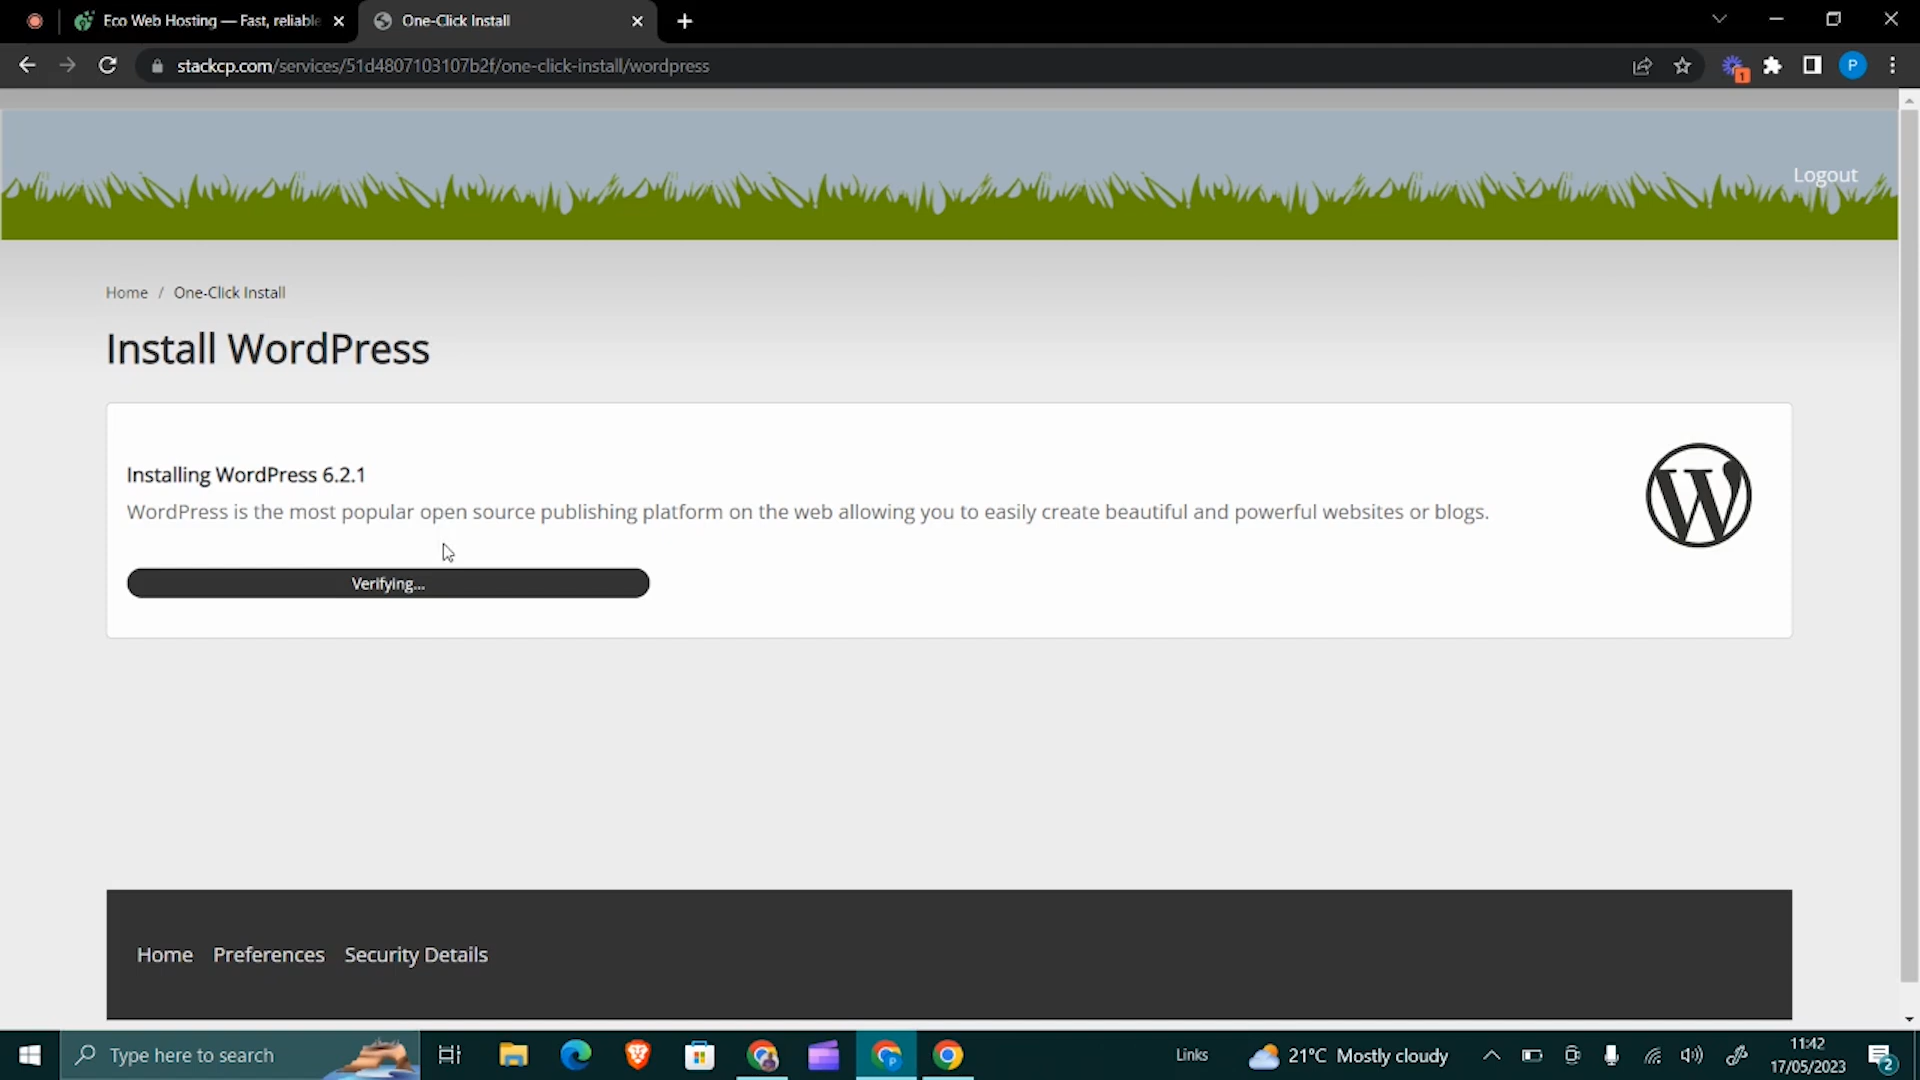 Eco Web Hosting — Fast, reliable
One-Click Install
stackcp.com/services/51d4807103107b2f/one-click-install/wordpress
1
P
Logout
Home / One-Click Install
Install WordPress
Installing WordPress 6.2.1
WordPress is the most popular open source publishing platform on the web allowing you to easily create beautiful and powerful websites or blogs.
Verifying...
Home Preferences Security Details
Type here to search
Links
21°C Mostly cloudy
11:42
17/05/2023
2